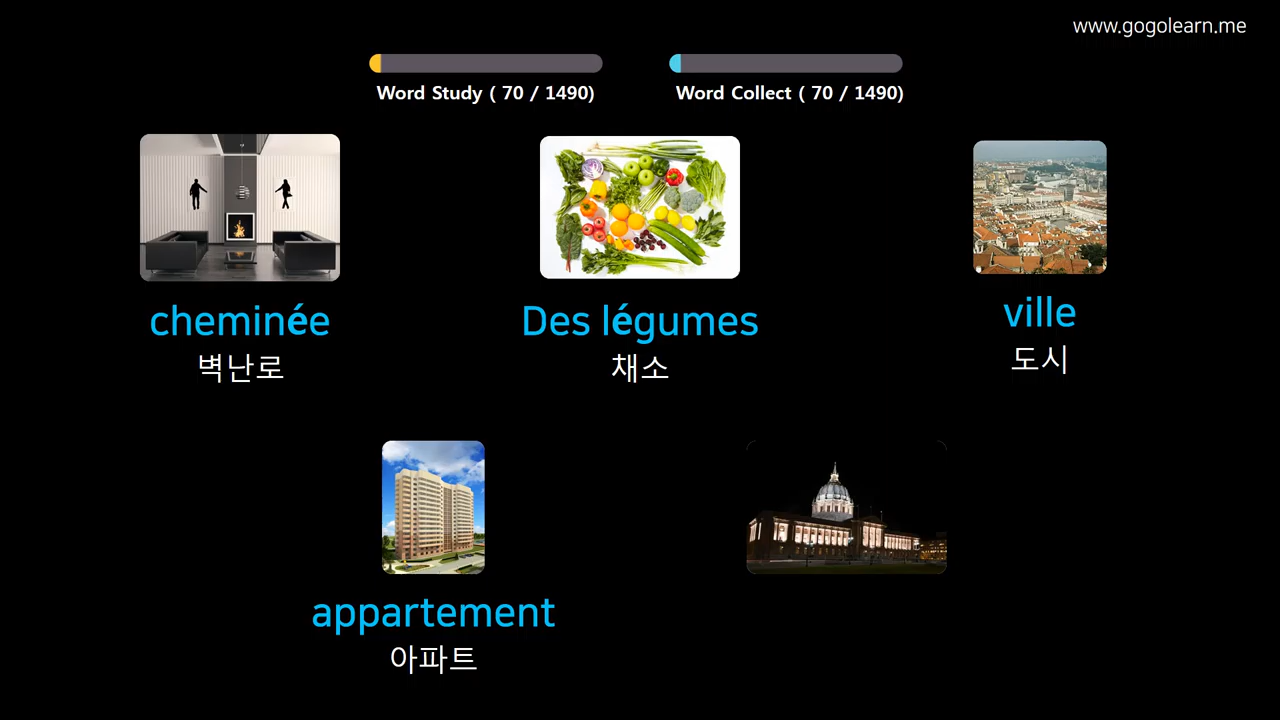 www.gogolearn.me
Word Study ( 70 / 1490)
Word Collect ( 70 / 1490)
cheminée
벽난로
Des légumes
채소
ville
도시
appartement
아파트